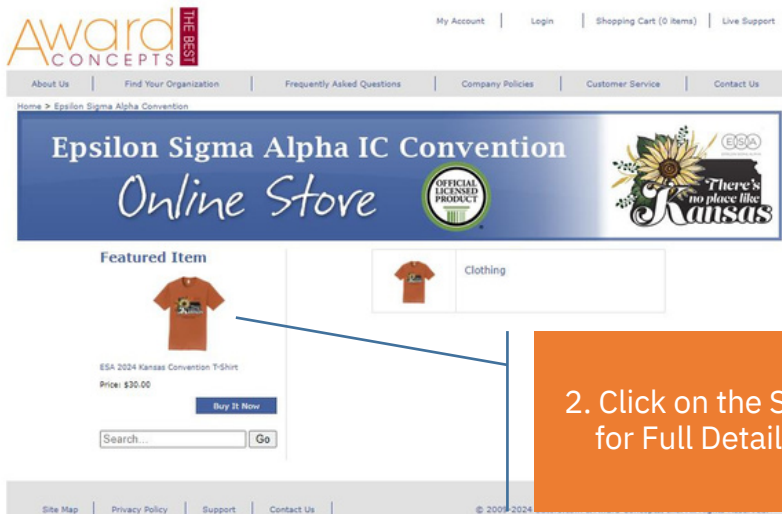 Award
CONCEPTS
THE BEST
My Account
Login
Shopping Cart (0 items)
Live Support
About Us
Find Your Organization
Frequently Asked Questions
Company Policies
Customer Service
Contact Us
Home > Epsilon Sigma Alpha Convention
Epsilon Sigma Alpha IC Convention
Online Store
OFFICIAL
LICENSED
PRODUCT
ESA
There's
no place like
Kansas
Featured Item
Clothing
ESA 2024 Kansas Convention T-Shirt
Price: $30.00
Buy It Now
Search...
Go
2. Click on the S
for Full Detail
Site Map
Privacy Policy
Support
Contact Us
© 2009-2024